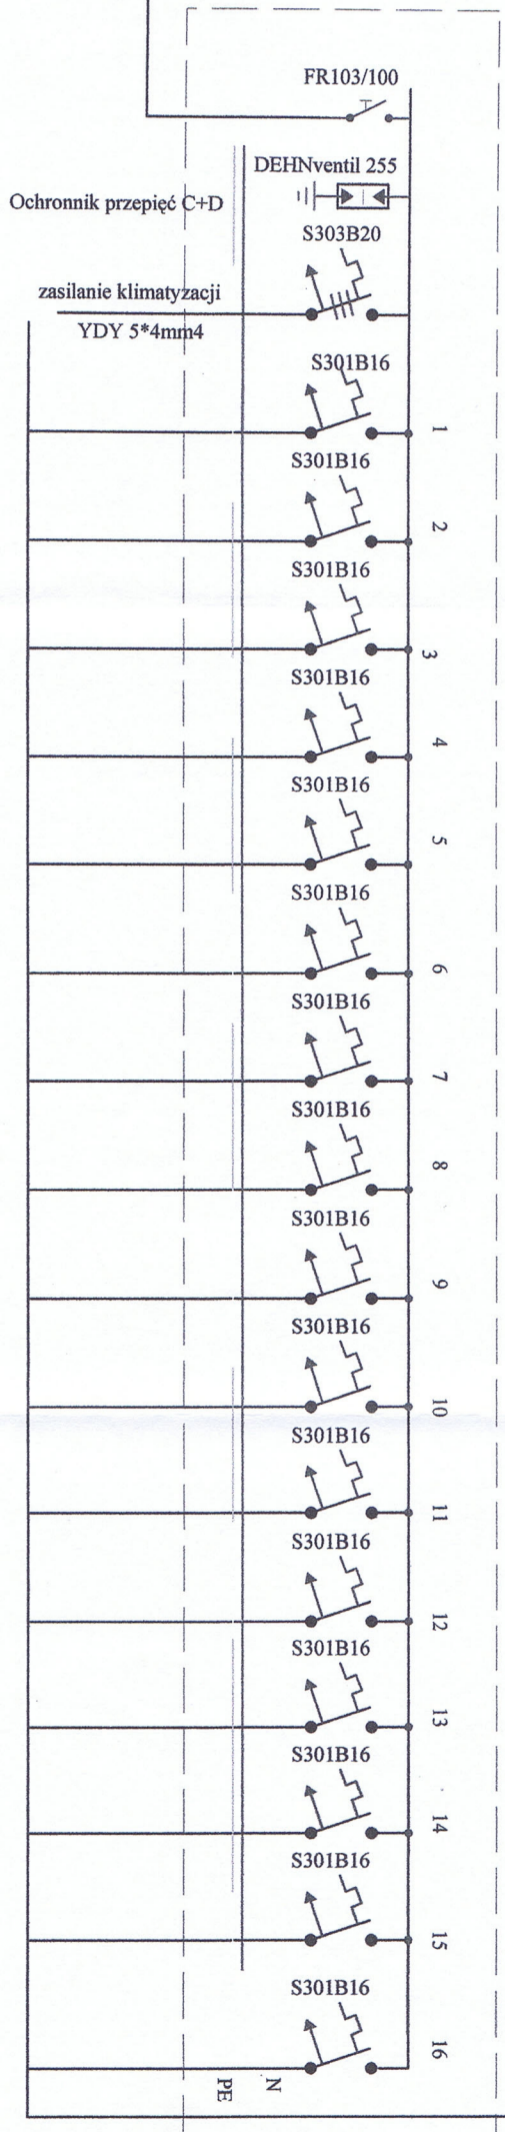 FR103/100
DEHNventil 255
Ochronnik przepięć C+D
S303B20
zasilanie klimatyzacji
YDY 5*4mm4
S301B16
1
S301B16
2
S301B16
3
S301B16
4
S301B16
5
S301B16
6
S301B16
7
S301B16
8
S301B16
9
S301B16
10
S301B16
11
S301B16
12
S301B16
13
S301B16
14
S301B16
15
S301B16
16
N
PE